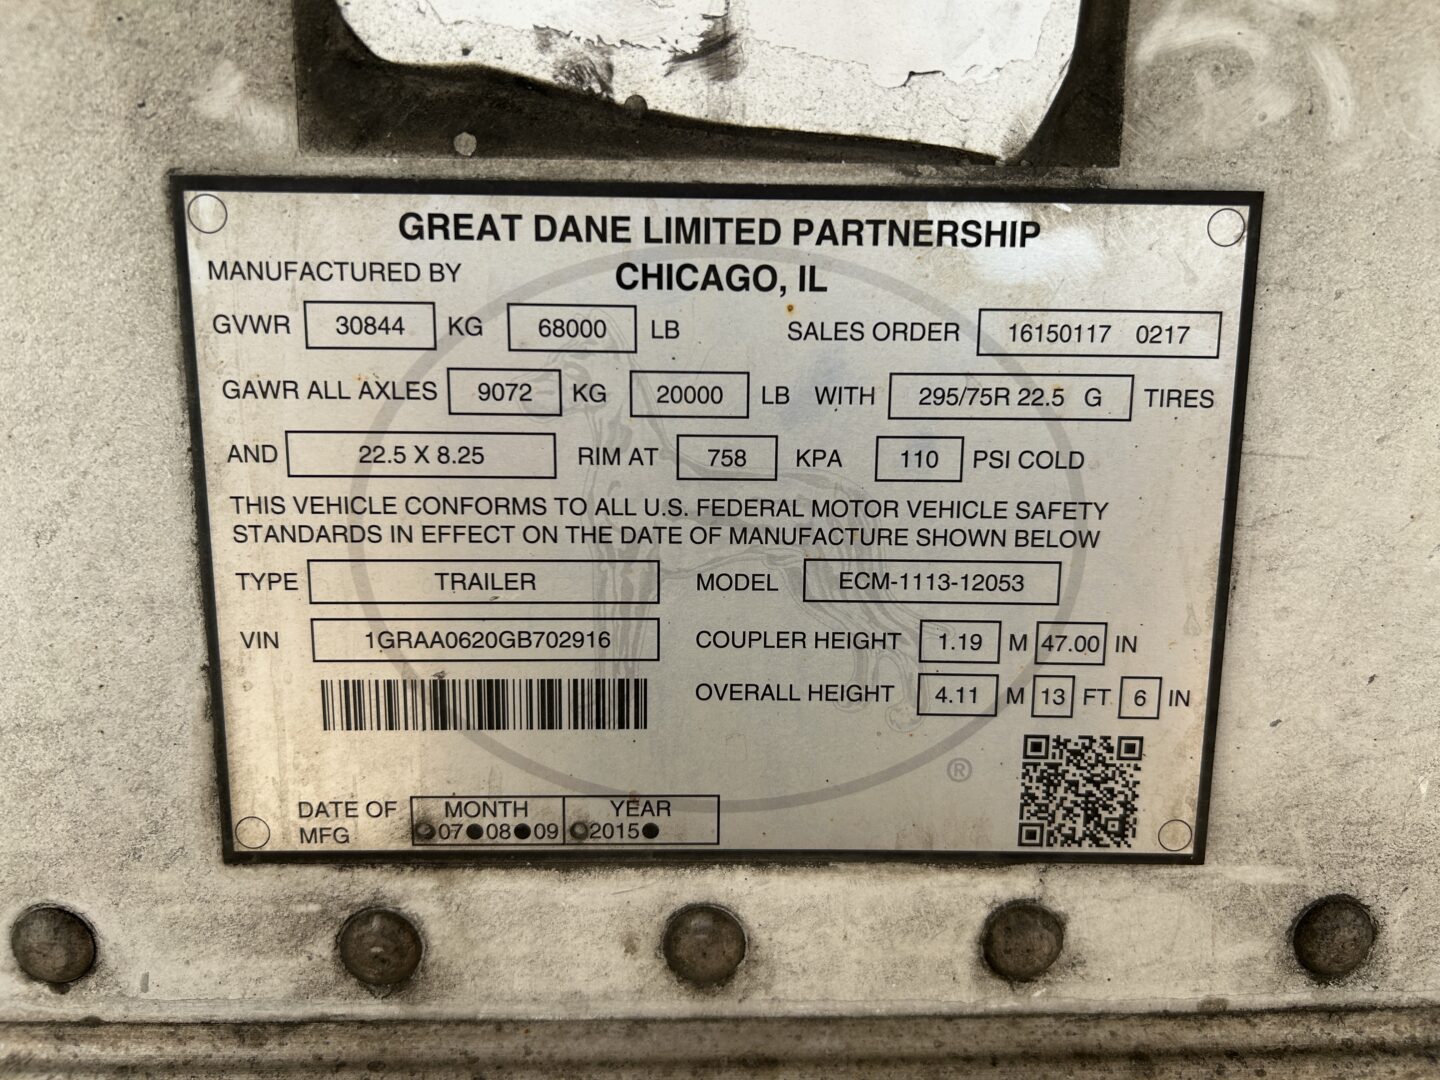 GREAT DANE LIMITED PARTNERSHIP
MANUFACTURED BY CHICAGO, IL
GVWR 30844 KG 68000 LB SALES ORDER 16150117 0217
GAWR ALL AXLES 9072 KG 20000 LB WITH 295/75R 22.5 G TIRES
AND 22.5 X 8.25 RIM AT 758 KPA 110 PSI COLD
THIS VEHICLE CONFORMS TO ALL U.S. FEDERAL MOTOR VEHICLE SAFETY
STANDARDS IN EFFECT ON THE DATE OF MANUFACTURE SHOWN BELOW
TYPE TRAILER MODEL ECM-1113-12053
VIN 1GRAA0620GB702916 COUPLER HEIGHT 1.19 M 47.00 IN
OVERALL HEIGHT 4.11 M 13 FT 6 IN
®
DATE OF MFG MONTH YEAR
07 08 09 2015